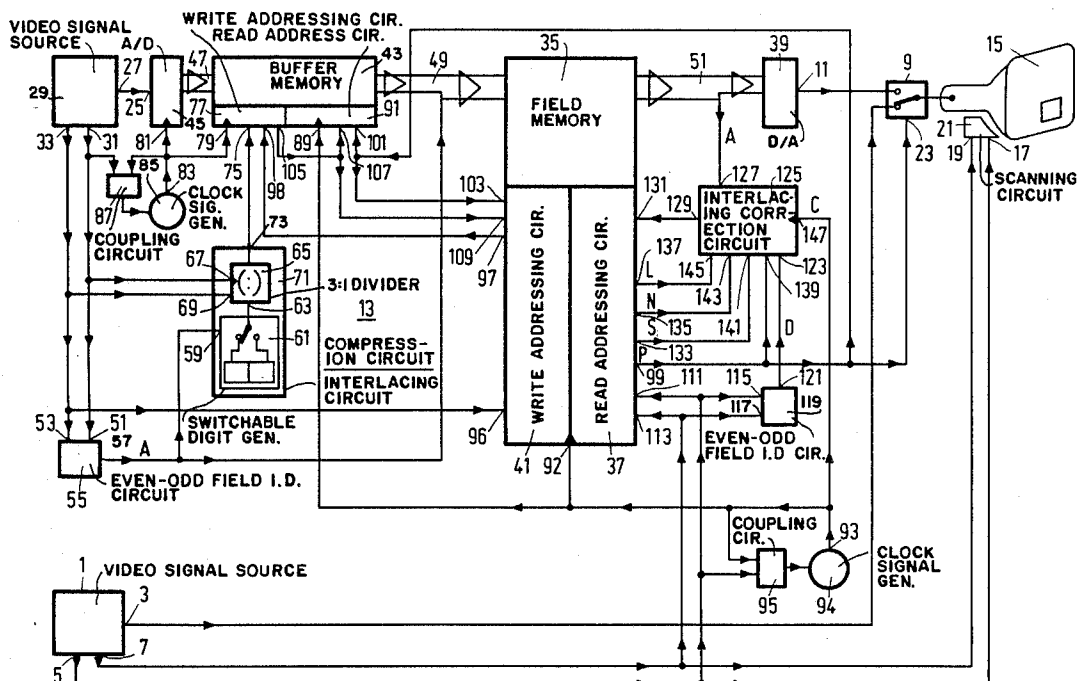 WRITE ADDRESSING CIR.
READ ADDRESS CIR.
VIDEO SIGNAL
SOURCE
A/D
29
27
25
33
31
45
81
47
BUFFER
MEMORY
43
91
77
79
75
98
105
89
107
101
49
35
FIELD
MEMORY
51
39
11
D/A
A
9
23
15
21
19
17
SCANNING
CIRCUIT
85
83
87
CLOCK
SIG.
GEN.
COUPLING
CIRCUIT
73
103
109
97
WRITE ADDRESSING CIR.
READ ADDRESSING CIR.
131
129
127
125
INTERLA-
CING CORR-
ECTION
CIRCUIT
C
147
137
L
145
N
143
135
S
141
133
P
99
139
123
D
67
(:)
65
71
69
3:1 DIVIDER
63
13
59
61
COMPRESS-
ION CIRCUIT
INTERLACING
CIRCUIT
SWITCHABLE
DIGIT GEN.
111
115
121
117
119
113
EVEN-ODD
FIELD I.D CIR.
53
51
57
A
55
EVEN-ODD FIELD I.D.
CIRCUIT
96
41
92
37
COUPLING
CIR.
95
93
94
CLOCK
SIGNAL
GEN.
1
VIDEO SIGNAL SOURCE
3
5
7